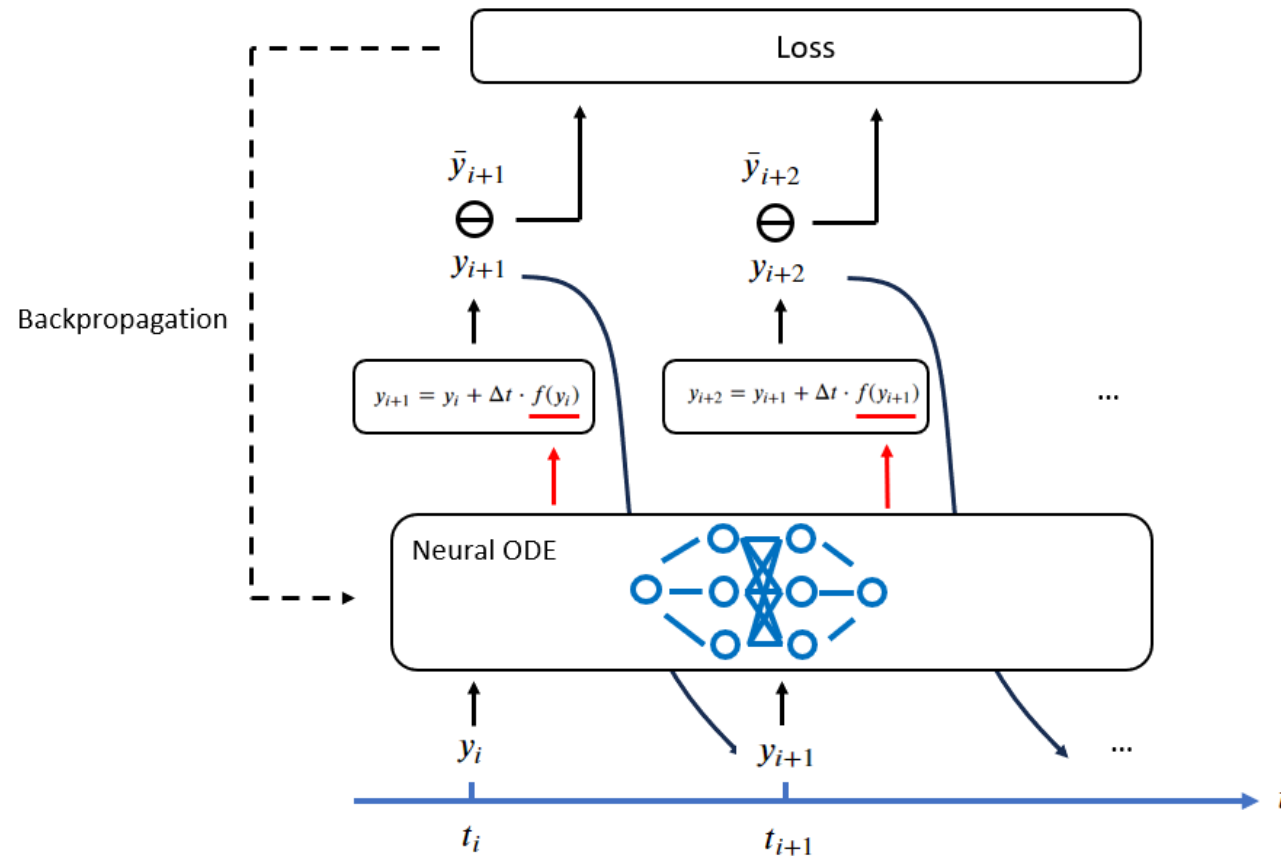 Loss
ȳᵢ₊₁ ȳᵢ₊₂
⊖ ⊖
yᵢ₊₁ yᵢ₊₂
Backpropagation
yᵢ₊₁ = yᵢ + Δt · f(yᵢ) yᵢ₊₂ = yᵢ₊₁ + Δt · f(yᵢ₊₁) ...
Neural ODE
yᵢ yᵢ₊₁ ...
t
tᵢ tᵢ₊₁